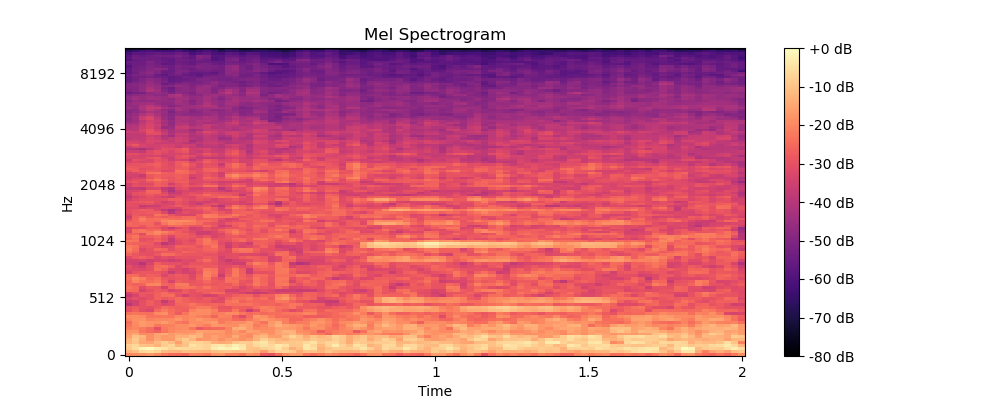 Mel Spectrogram
Hz
8192
4096
2048
1024
512
0
0
0.5
1
1.5
2
Time
+0 dB
-10 dB
-20 dB
-30 dB
-40 dB
-50 dB
-60 dB
-70 dB
-80 dB